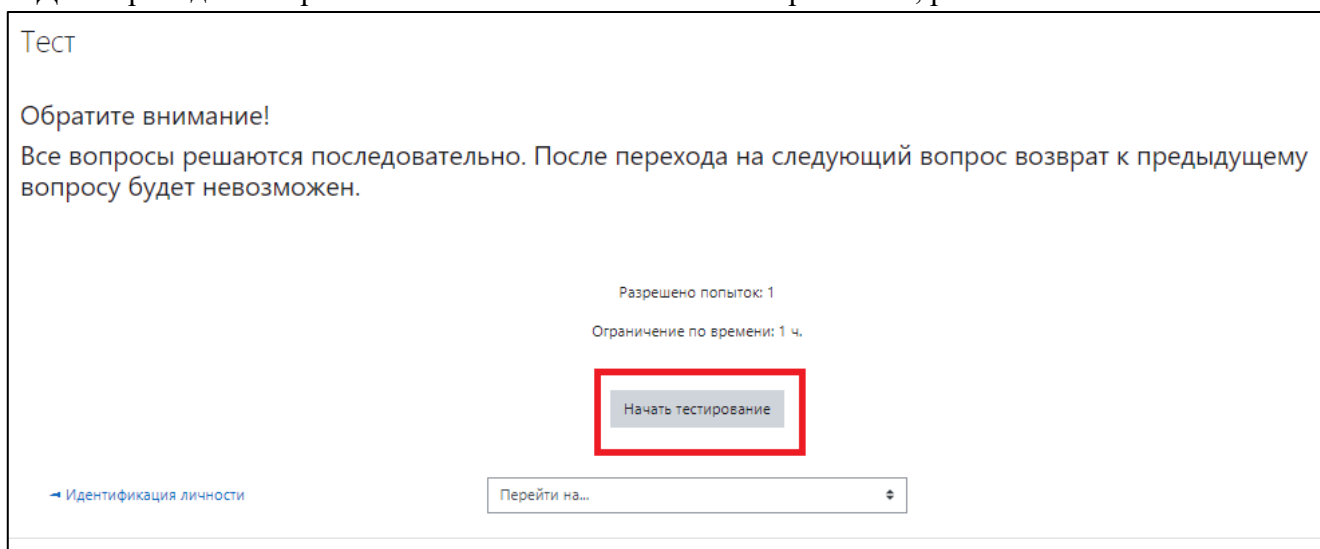 Тест
Обратите внимание!
Все вопросы решаются последовательно. После перехода на следующий вопрос возврат к предыдущему
вопросу будет невозможен.
Разрешено попыток: 1
Ограничение по времени: 1 ч.
Начать тестирование
Идентификация личности
Перейти на...